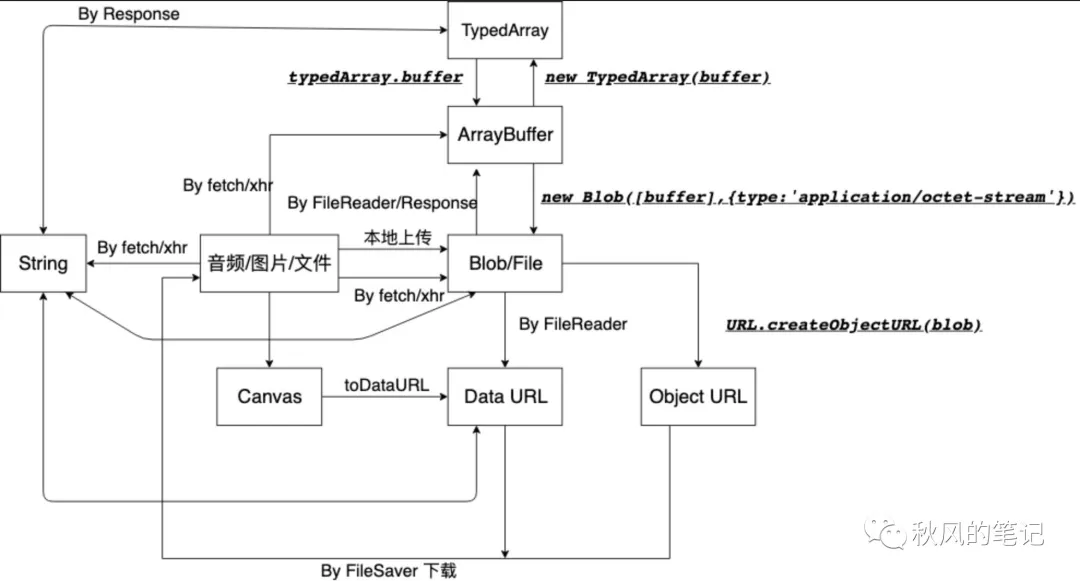 By Response
TypedArray
typedArray.buffer
new TypedArray(buffer)
ArrayBuffer
By fetch/xhr
By FileReader/Response
new Blob([buffer],{type:'application/octet-stream'})
本地上传
By fetch/xhr
String
音频/图片/文件
Blob/File
By fetch/xhr
By FileReader
URL.createObjectURL(blob)
toDataURL
Canvas
Data URL
Object URL
秋风的笔记
By FileSaver 下载